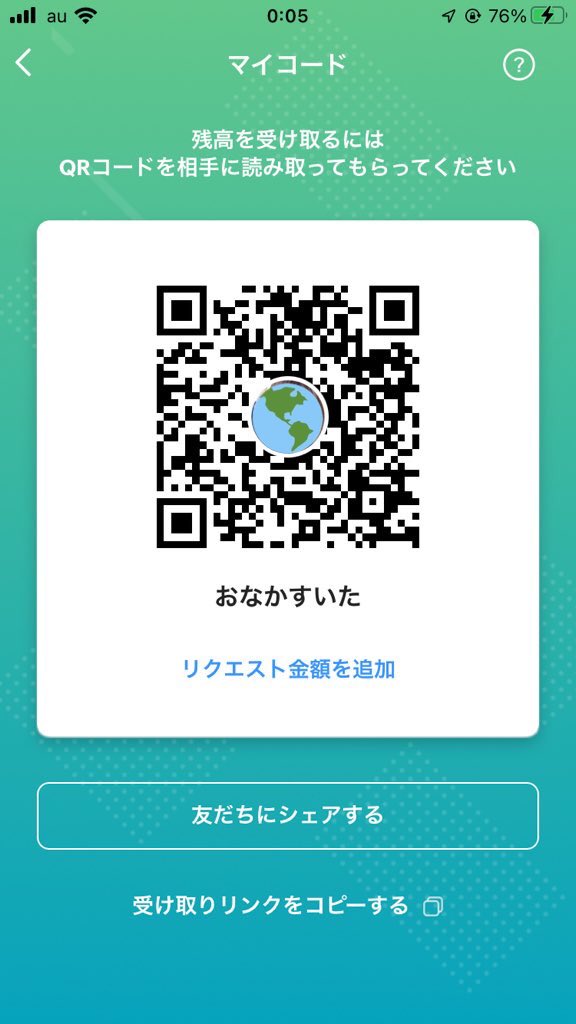 au 0:05 76%
マイコード ?
残高を受け取るには
QRコードを相手に読み取ってもらってください
おなかすいた
リクエスト金額を追加
友だちにシェアする
受け取りリンクをコピーする